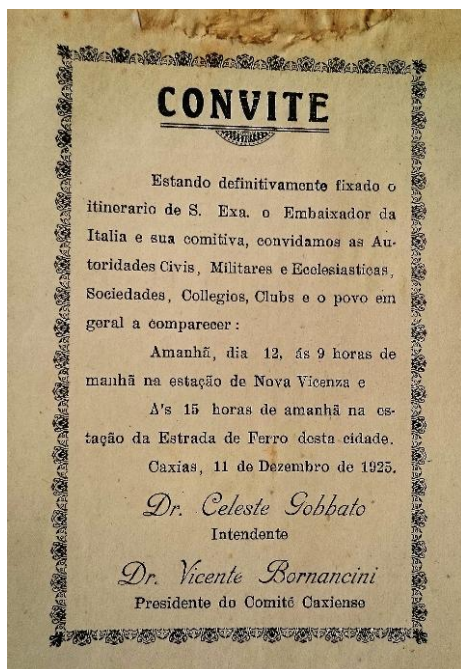 CONVITE
Estando definitivamente fixado o
itinerario de S. Exa. o Embaixador da
Italia e sua comitiva, convidamos as Au-
toridades Civis, Militares e Ecclesiasticas,
Sociedades, Collegios, Clubs e o povo em
geral a comparecer :
Amanhã, dia 12, ás 9 horas de
manhã na estação de Nova Vicenza e
A's 15 horas de amanhã na es-
tação da Estrada de Ferro desta cidade.
Caxias, 11 de Dezembro de 1925.
Dr. Celeste Gobbato
Intendente
Dr. Vicente Bornancini
Presidente do Comité Caxiense